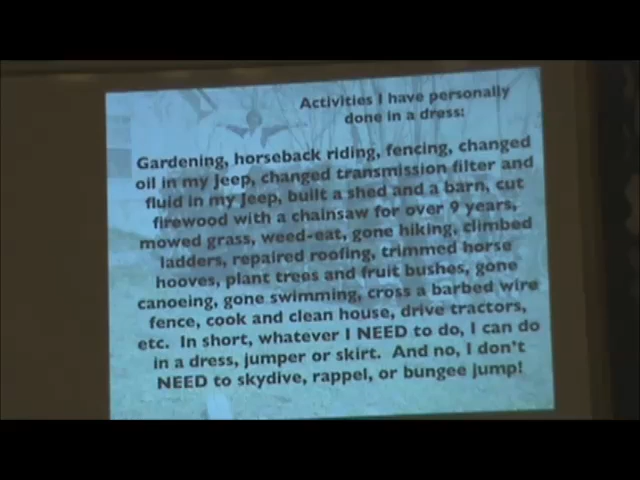 Activities I have personally
done in a dress:
Gardening, horseback riding, fencing, changed
oil in my Jeep, changed transmission filter and
fluid in my Jeep, built a shed and a barn, cut
firewood with a chainsaw for over 9 years,
mowed grass, weed-eat, gone hiking, climbed
ladders, repaired roofing, trimmed horse
hooves, plant trees and fruit bushes, gone
canoeing, gone swimming, cross a barbed wire
fence, cook and clean house, drive tractors,
etc. In short, whatever I NEED to do, I can do
in a dress, jumper or skirt. And no, I don't
NEED to skydive, rappel, or bungee jump!